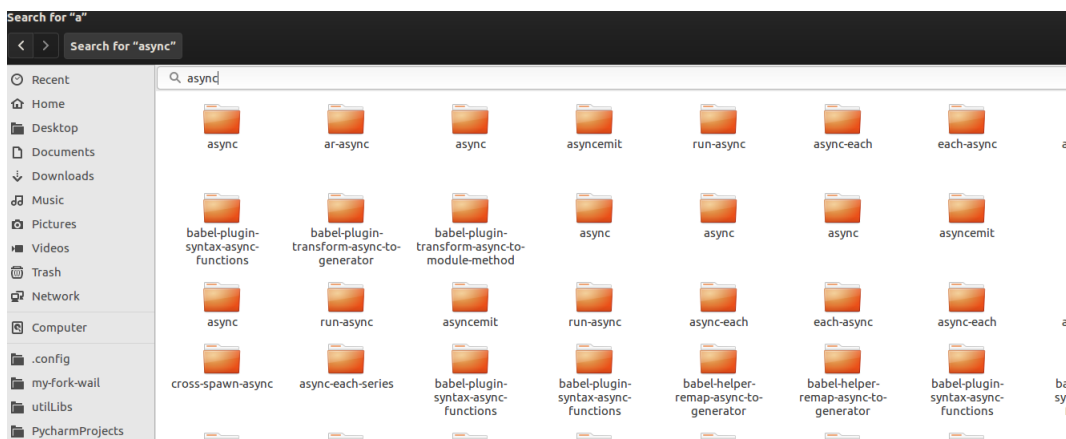 Search for “a”
Search for “async”
async
Recent
Home
Desktop
Documents
Downloads
Music
Pictures
Videos
Trash
Network
Computer
.config
my-fork-wail
utilLibs
PycharmProjects
async ar-async async asyncemit run-async async-each each-async
babel-plugin-syntax-async-functions babel-plugin-transform-async-to-generator babel-plugin-transform-async-to-module-method async async async asyncemit
async run-async asyncemit run-async async-each each-async async-each
cross-spawn-async async-each-series babel-plugin-syntax-async-functions babel-plugin-syntax-async-functions babel-helper-remap-async-to-generator babel-helper-remap-async-to-generator babel-plugin-syntax-async-functions